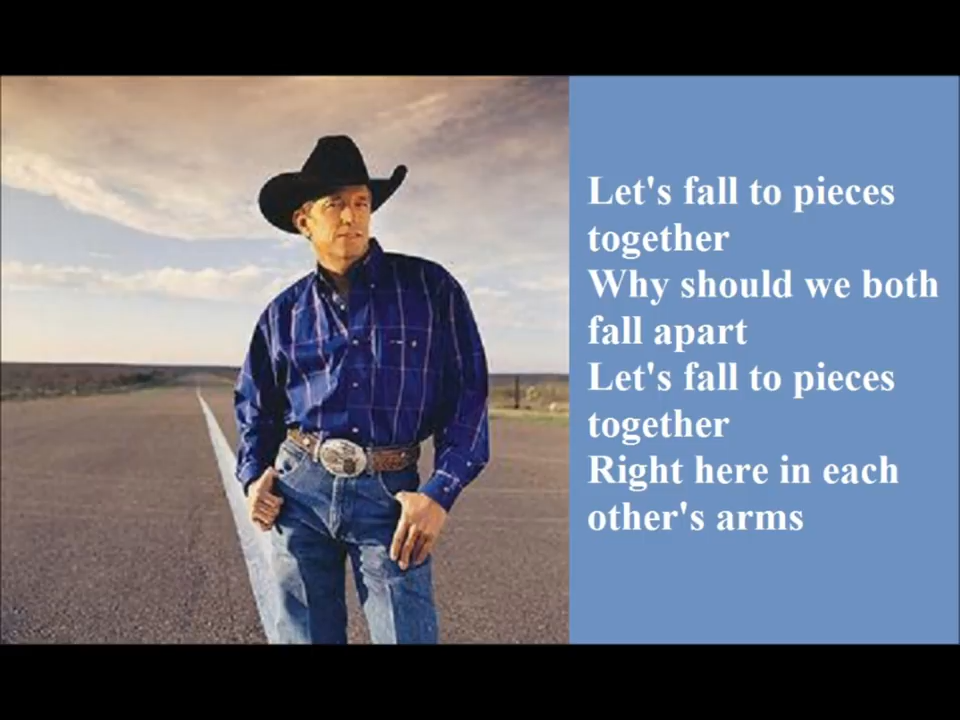 Let's fall to pieces
together
Why should we both
fall apart
Let's fall to pieces
together
Right here in each
other's arms